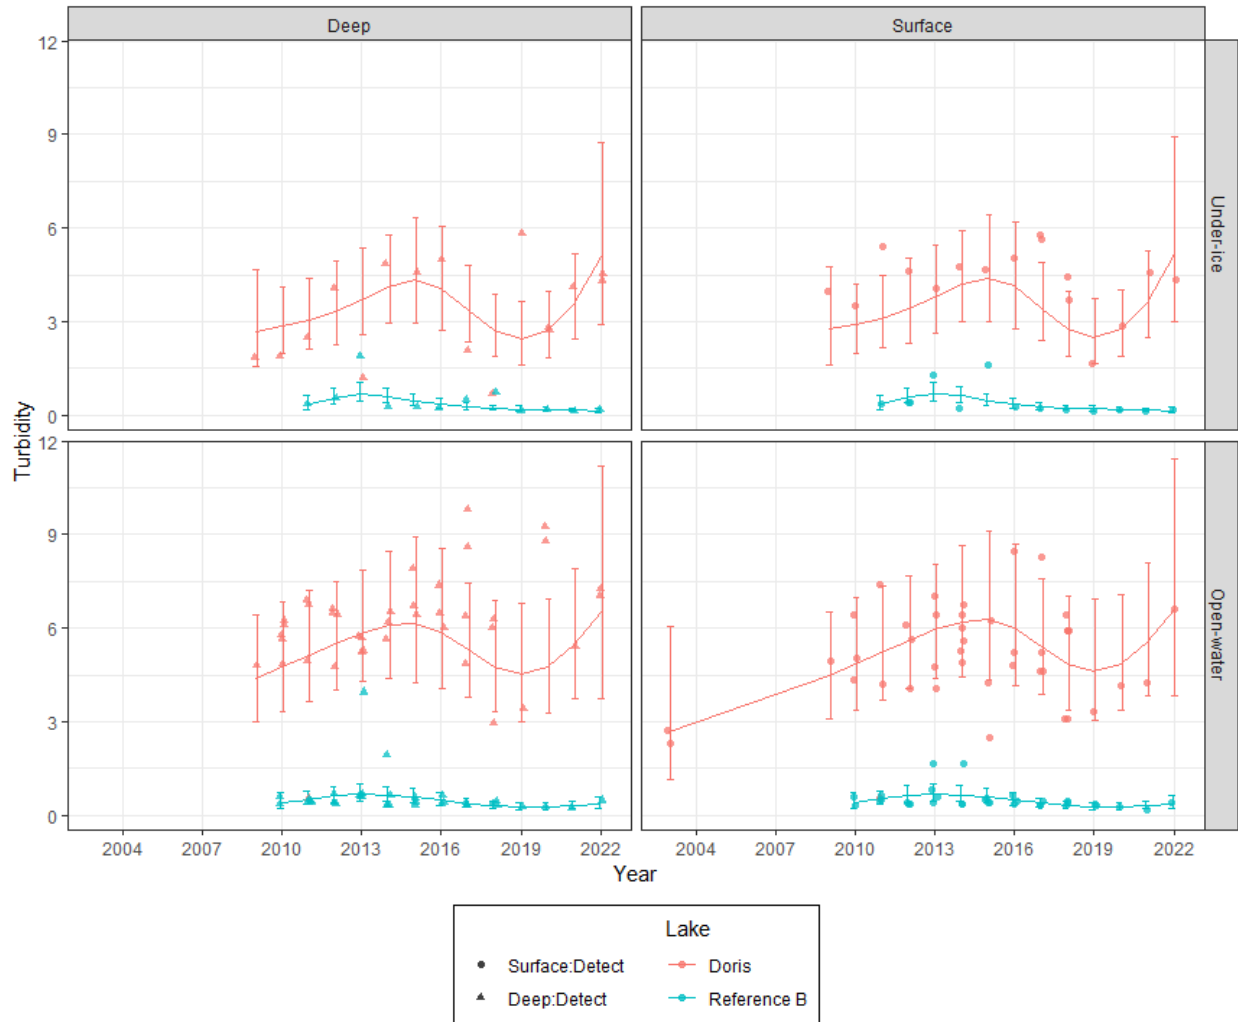 Deep
Surface
12
9
6
3
0
Under-ice
Turbidity
12
9
6
3
0
Open-water
2004 2007 2010 2013 2016 2019 2022
2004 2007 2010 2013 2016 2019 2022
Year
Lake
Surface:Detect
Doris
Deep:Detect
Reference B